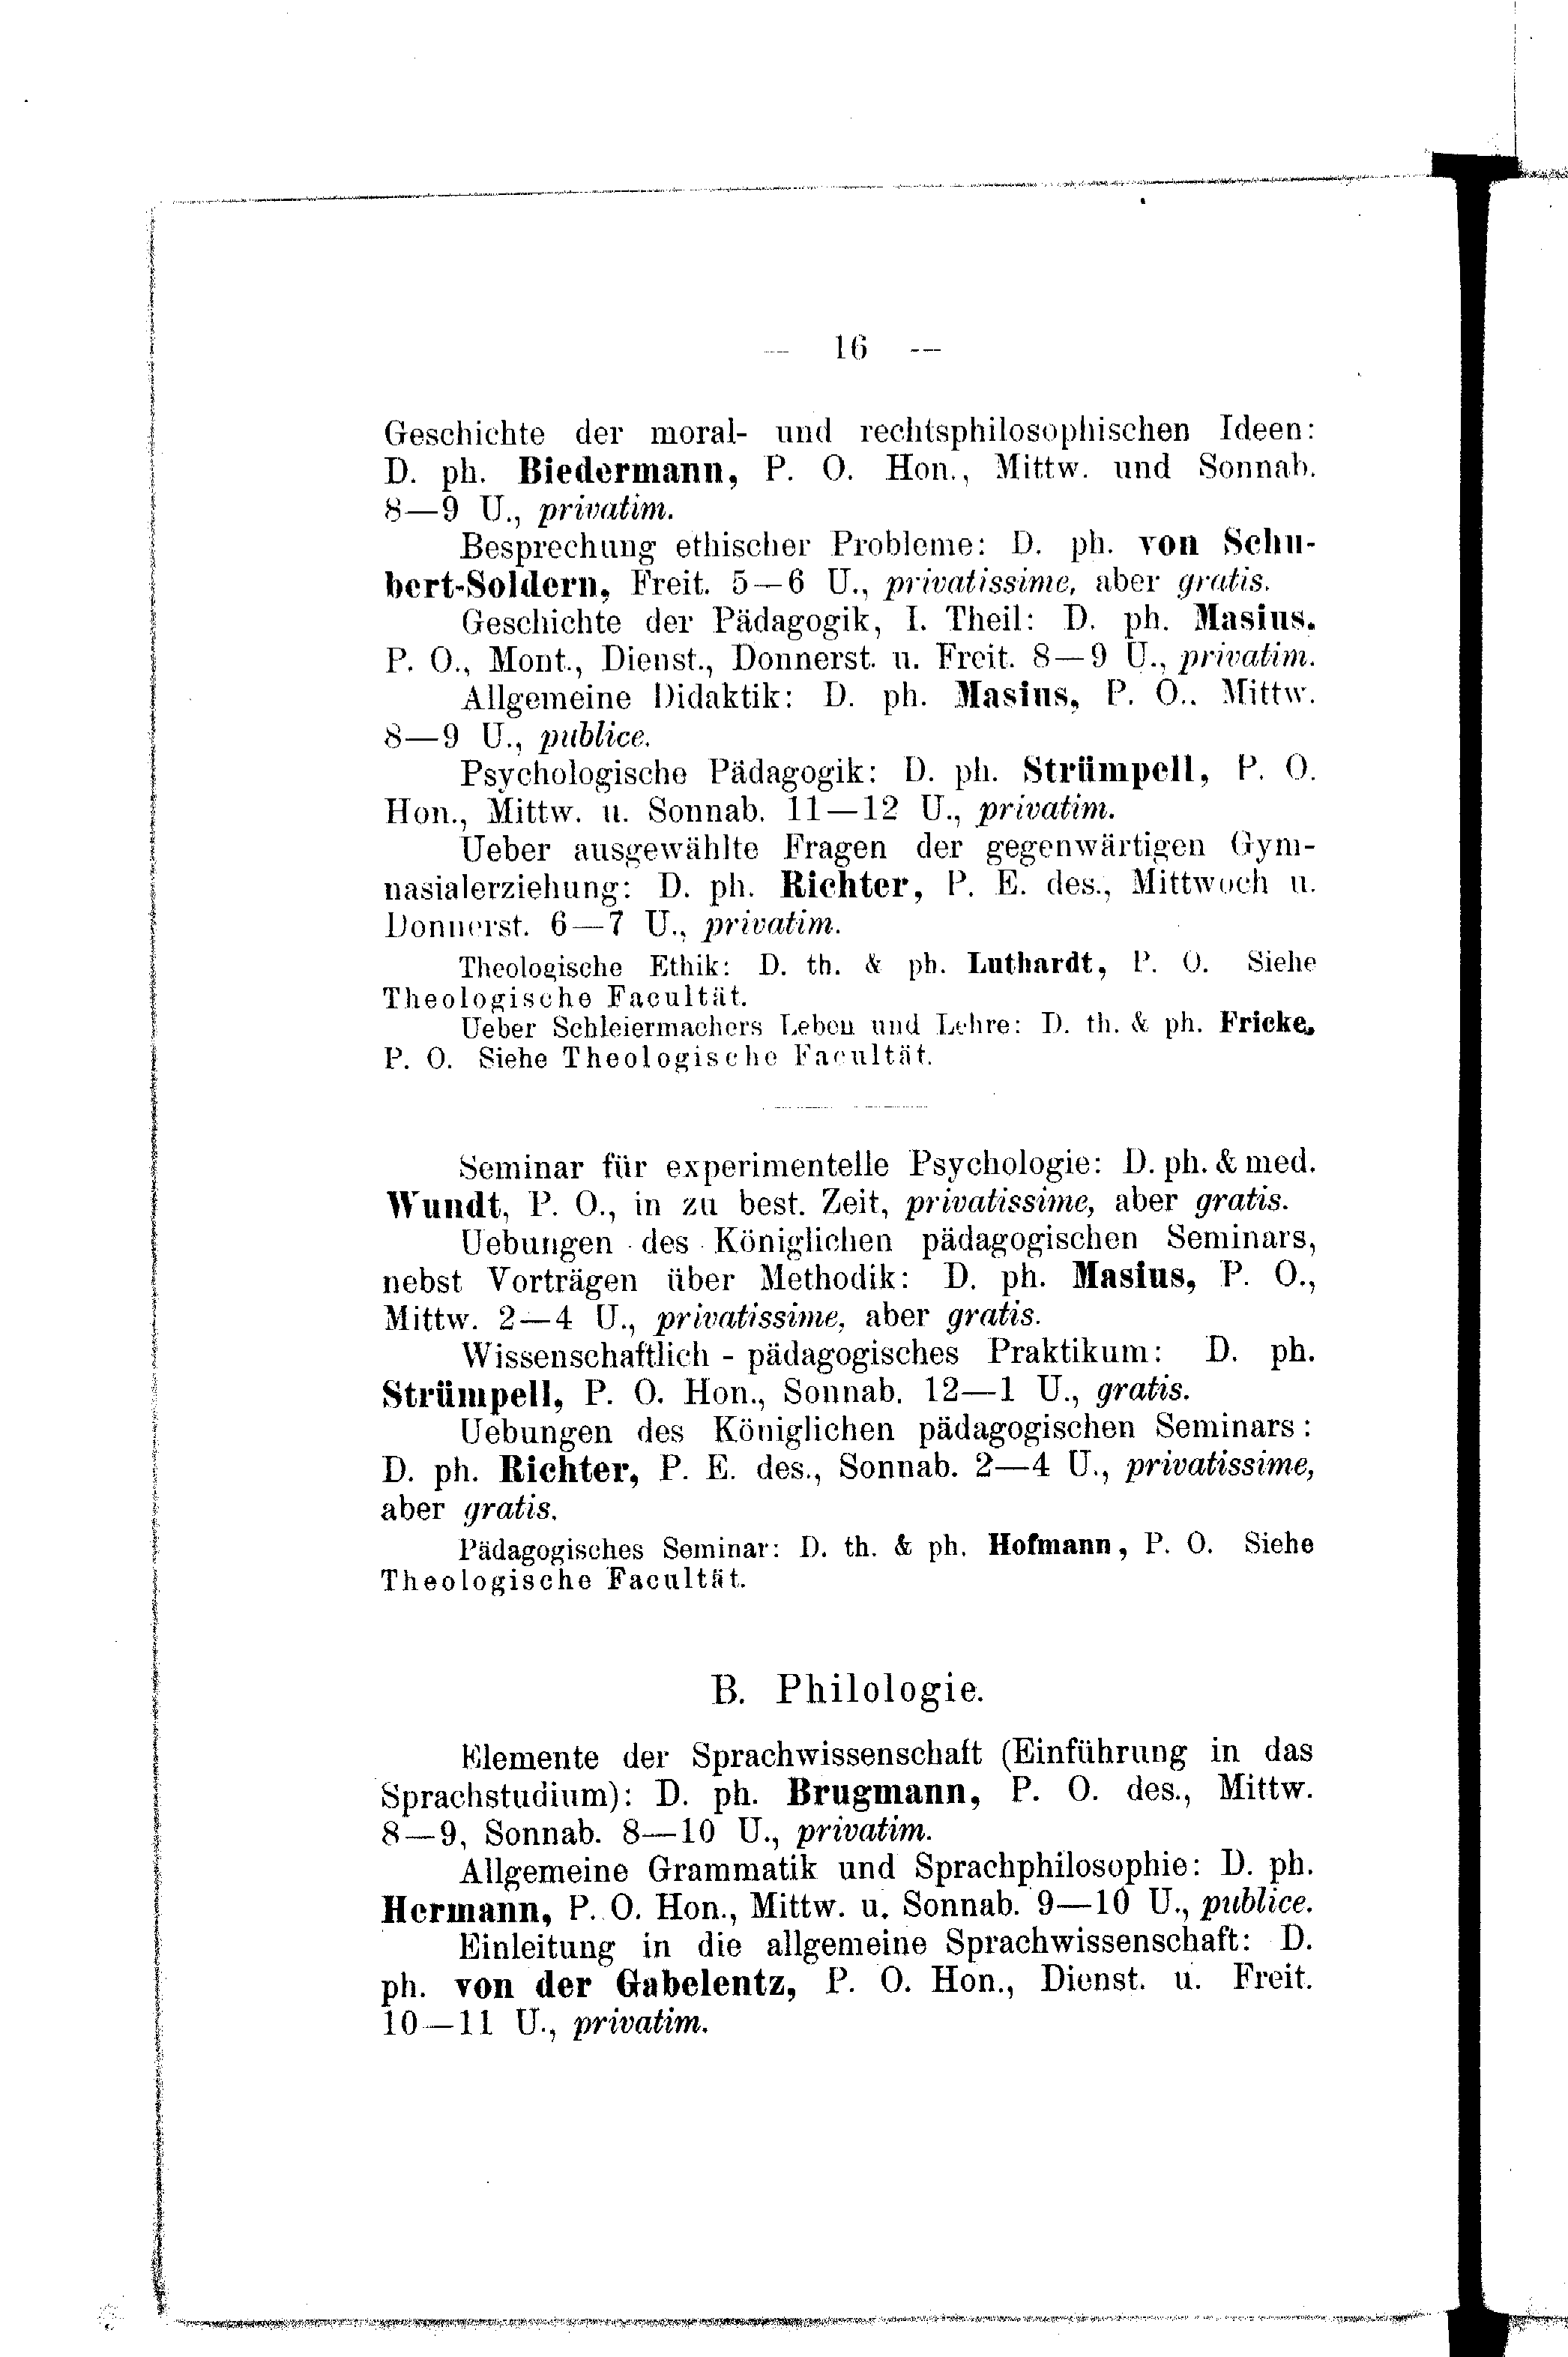 — 16 —
Geschichte der moral- und rechtsphilosophischen Ideen:
D. ph. Biedermann, P. O. Hon., Mittw. und Sonnab.
8—9 U., privatim.
Besprechung ethischer Probleme: D. ph. von Schu-
bert-Soldern, Freit. 5—6 U., privatissime, aber gratis.
Geschichte der Pädagogik, I. Theil: D. ph. Masius.
P. O., Mont., Dienst., Donnerst. u. Freit. 8—9 U., privatim.
Allgemeine Didaktik: D. ph. Masius, P. O.. Mittw.
8—9 U., publice.
Psychologische Pädagogik: D. ph. Strümpell, P. O.
Hon., Mittw. u. Sonnab. 11—12 U., privatim.
Ueber ausgewählte Fragen der gegenwärtigen Gym-
nasialerziehung: D. ph. Richter, P. E. des., Mittwoch u.
Donnerst. 6—7 U., privatim.
Theologische Ethik: D. th. & ph. Luthardt, P. O. Siehe
Theologische Facultät.
Ueber Schleiermachers Leben und Lehre: D. th. & ph. Fricke,
P. O. Siehe Theologische Facultät.
Seminar für experimentelle Psychologie: D. ph. & med.
Wundt, P. O., in zu best. Zeit, privatissime, aber gratis.
Uebungen des Königlichen pädagogischen Seminars,
nebst Vorträgen über Methodik: D. ph. Masius, P. O.,
Mittw. 2—4 U., privatissime, aber gratis.
Wissenschaftlich - pädagogisches Praktikum: D. ph.
Strümpell, P. O. Hon., Sonnab. 12—1 U., gratis.
Uebungen des Königlichen pädagogischen Seminars:
D. ph. Richter, P. E. des., Sonnab. 2—4 U., privatissime,
aber gratis.
Pädagogisches Seminar: D. th. & ph. Hofmann, P. O. Siehe
Theologische Facultät.
B. Philologie.
Elemente der Sprachwissenschaft (Einführung in das
Sprachstudium): D. ph. Brugmann, P. O. des., Mittw.
8—9, Sonnab. 8—10 U., privatim.
Allgemeine Grammatik und Sprachphilosophie: D. ph.
Hermann, P. O. Hon., Mittw. u. Sonnab. 9—10 U., publice.
Einleitung in die allgemeine Sprachwissenschaft: D.
ph. von der Gabelentz, P. O. Hon., Dienst. u. Freit.
10—11 U., privatim.